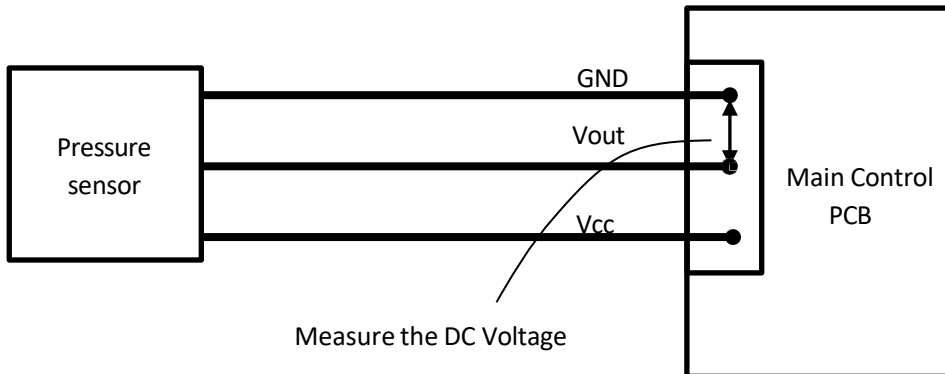 GND
Pressure
sensor
Vout
Main Control
PCB
Vcc
Measure the DC Voltage